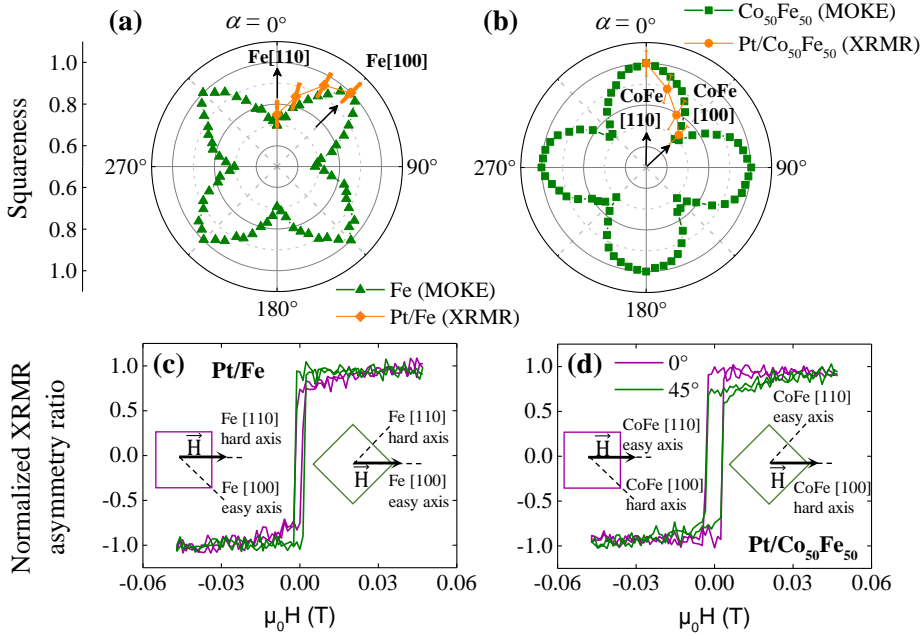 (a)
α = 0°
Fe[110]
Fe[100]
1.0
0.8
0.6
0.5
0.6
0.8
1.0
Squareness
270°
90°
180°
Fe (MOKE)
Pt/Fe (XRMR)
(b)
α = 0°
Co50Fe50 (MOKE)
Pt/Co50Fe50 (XRMR)
CoFe
[110]
CoFe
[100]
270°
90°
180°
(c)
Pt/Fe
1.0
0.5
0.0
-0.5
-1.0
Normalized XRMR
asymmetry ratio
Fe [110]
hard axis
H
Fe [100]
easy axis
Fe [110]
hard axis
H
Fe [100]
easy axis
-0.06
-0.03
0.00
0.03
0.06
μ0H (T)
(d)
0°
45°
1.0
0.5
0.0
-0.5
-1.0
CoFe [110]
easy axis
H
CoFe [100]
hard axis
CoFe [110]
easy axis
H
CoFe [100]
hard axis
Pt/Co50Fe50
-0.06
-0.03
0.00
0.03
0.06
μ0H (T)